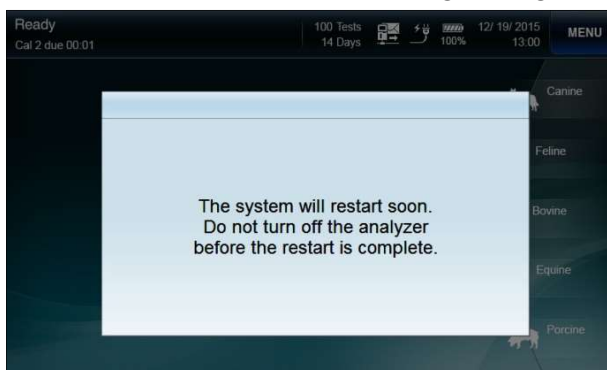 Ready
Cal 2 due 00:01
100 Tests
14 Days
100%
12/ 19/ 2015
13:00
MENU
Canine
Feline
Bovine
Equine
Porcine
The system will restart soon.
Do not turn off the analyzer
before the restart is complete.